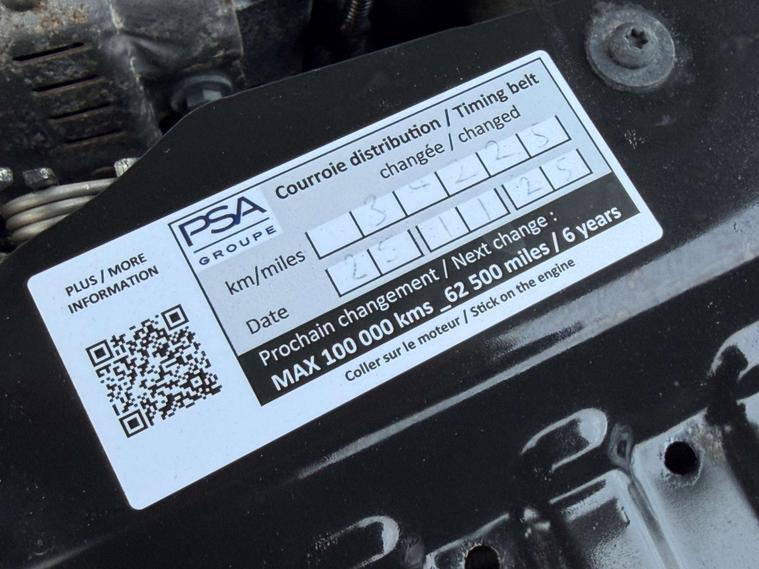 PLUS / MORE
INFORMATION
PSA
GROUPE
Courroie distribution / Timing belt
changée / changed
km/miles 34225
Date 25 11 25
Prochain changement / Next change :
MAX 100 000 kms _62 500 miles / 6 years
Coller sur le moteur / Stick on the engine